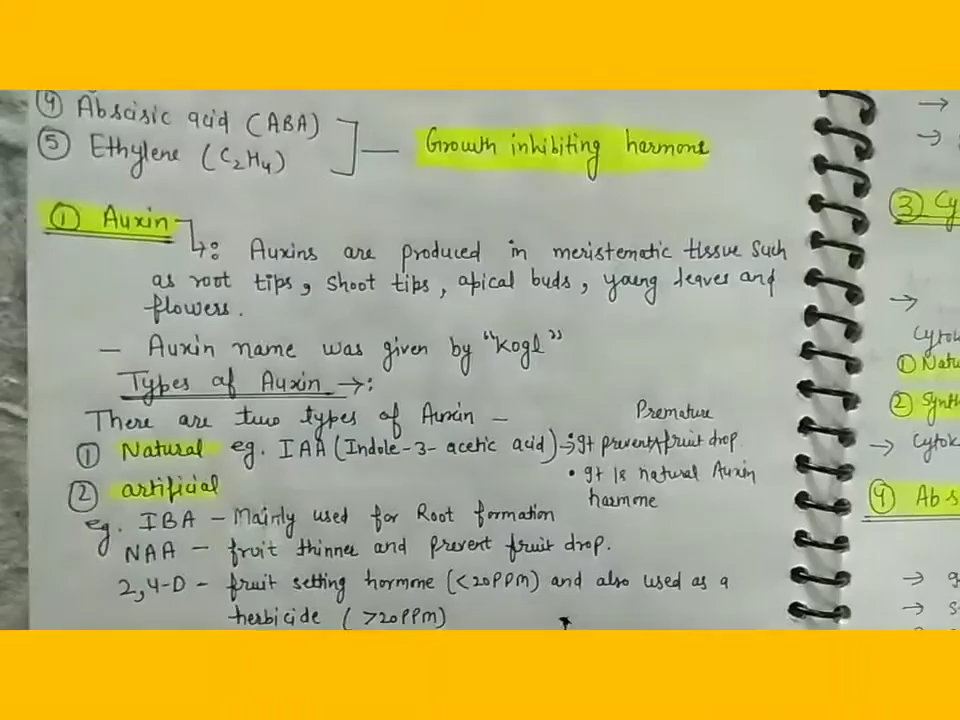 ④ Abscisic acid (ABA)
⑤ Ethylene (C2H4)
Growth inhibiting harmone
① Auxin
Auxins are produced in meristematic tissue such
as root tips, shoot tips, apical buds, young leaves and
flowers.
– Auxin name was given by "Kogl"
Types of Auxin →:
There are two types of Auxin –
① Natural eg. IAA (Indole-3-acetic acid) → • It prevent Premature fruit drop.
• It is natural Auxin
harmone
② artificial
eg. IBA – Mainly used for Root formation
NAA – fruit thinner and prevent fruit drop.
2,4-D – fruit setting hormone (<20PPM) and also used as a
herbicide (>20PPM)
→
→
③ Cy
→
Cytok
① Natu
② Synth
→ Cytok
④ Abs
→ g
→ s